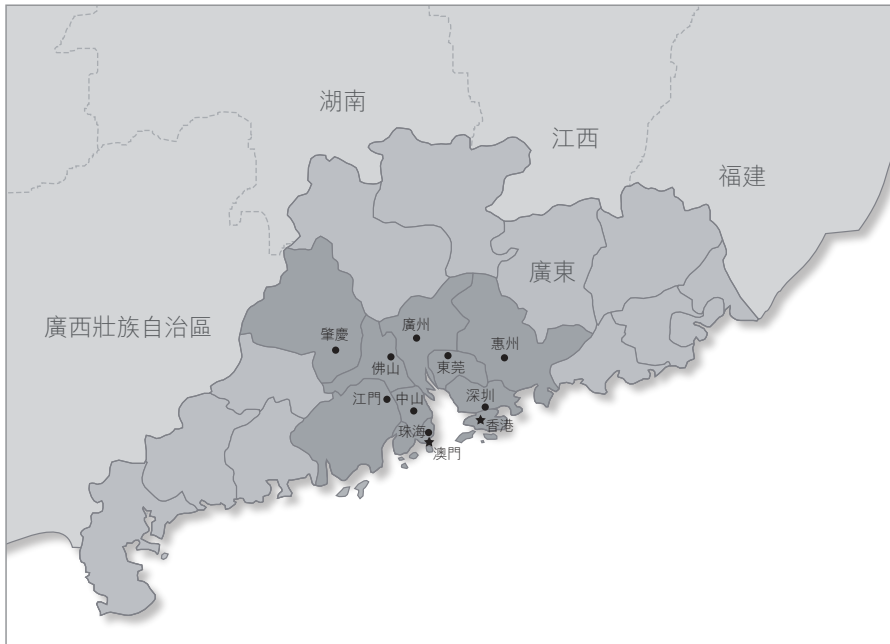 湖南
江西
福建
廣東
廣西壯族自治區
廣州
肇慶
惠州
東莞
佛山
深圳
江門
中山
香港
珠海
澳門